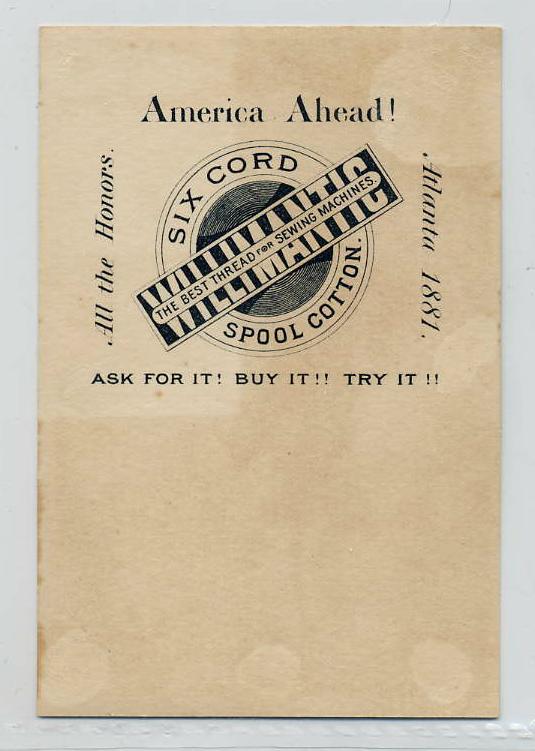 America Ahead!
All the Honors.
Atlanta 1881.
SIX CORD
WILLIMANTIC
THE BEST THREAD FOR SEWING MACHINES.
WILLIMANTIC
SPOOL COTTON.
ASK FOR IT! BUY IT!! TRY IT!!